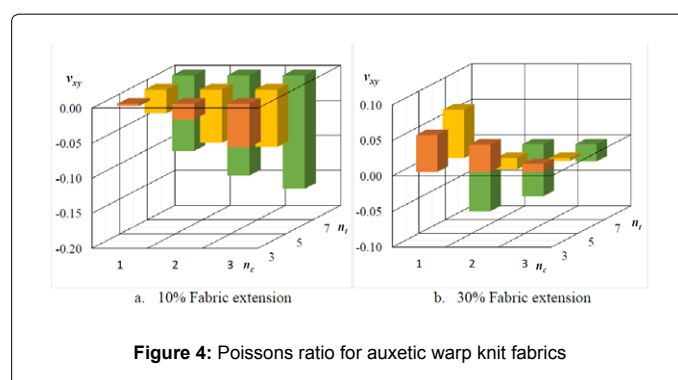 v_xy
0.00
-0.05
-0.10
-0.15
-0.20
1
2
3
n_c
3
5
7
n_t
a. 10% Fabric extension
v_xy
0.10
0.05
0.00
-0.05
-0.10
1
2
3
n_c
3
5
7
n_t
b. 30% Fabric extension
Figure 4: Poissons ratio for auxetic warp knit fabrics